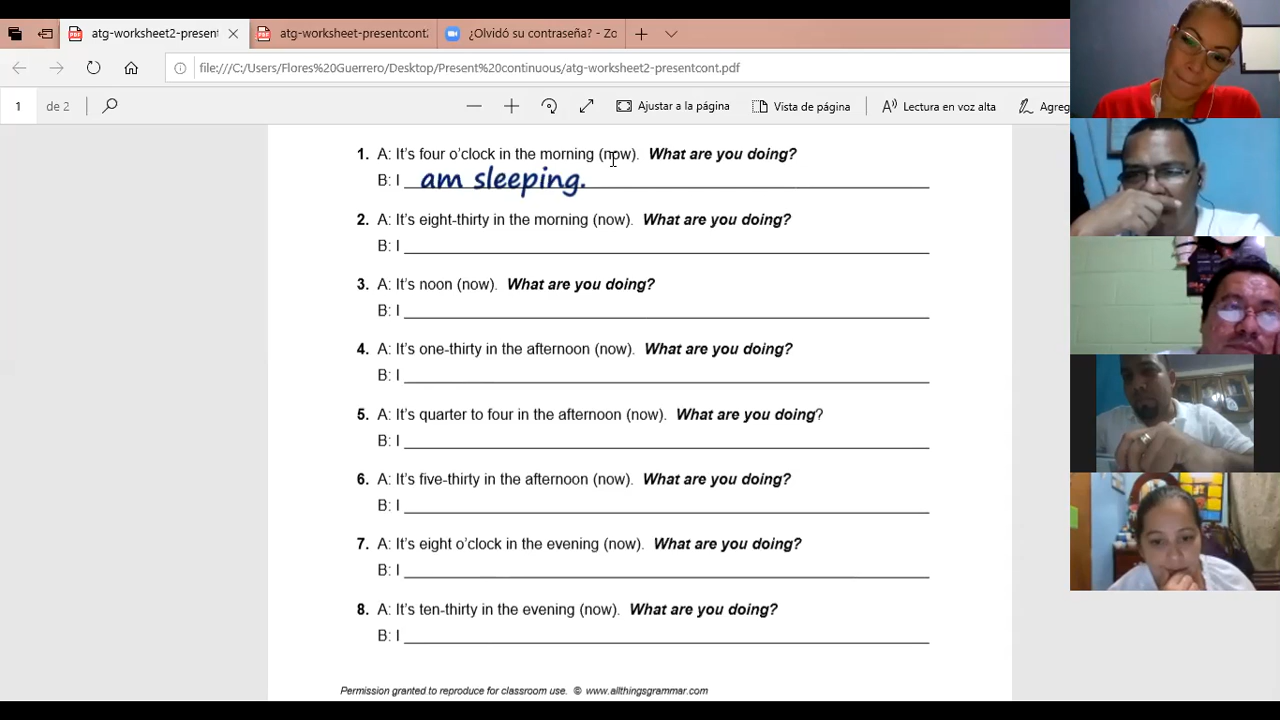 atg-worksheet2-present
atg-worksheet-presentcont2
¿Olvidó su contraseña? - Zo
file:///C:/Users/Flores%20Guerrero/Desktop/Present%20continuous/atg-worksheet2-presentcont.pdf
1 de 2 Ajustar a la página Vista de página Lectura en voz alta Agreg
1. A: It's four o'clock in the morning (now). What are you doing?
B: I am sleeping.
2. A: It's eight-thirty in the morning (now). What are you doing?
B: I
3. A: It's noon (now). What are you doing?
B: I
4. A: It's one-thirty in the afternoon (now). What are you doing?
B: I
5. A: It's quarter to four in the afternoon (now). What are you doing?
B: I
6. A: It's five-thirty in the afternoon (now). What are you doing?
B: I
7. A: It's eight o'clock in the evening (now). What are you doing?
B: I
8. A: It's ten-thirty in the evening (now). What are you doing?
B: I
Permission granted to reproduce for classroom use. © www.allthingsgrammar.com